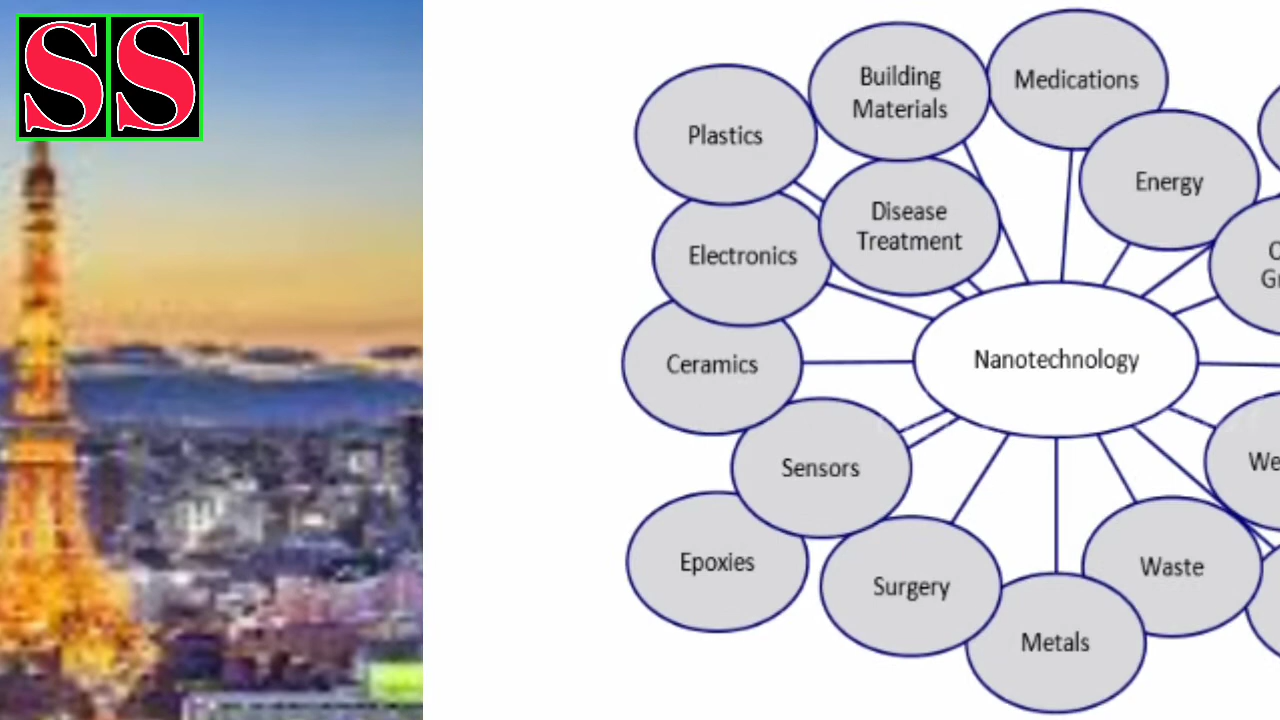 SS
Building
Materials
Medications
Plastics
Energy
Disease
Treatment
Electronics
Ceramics
Nanotechnology
Sensors
Epoxies
Surgery
Waste
Metals